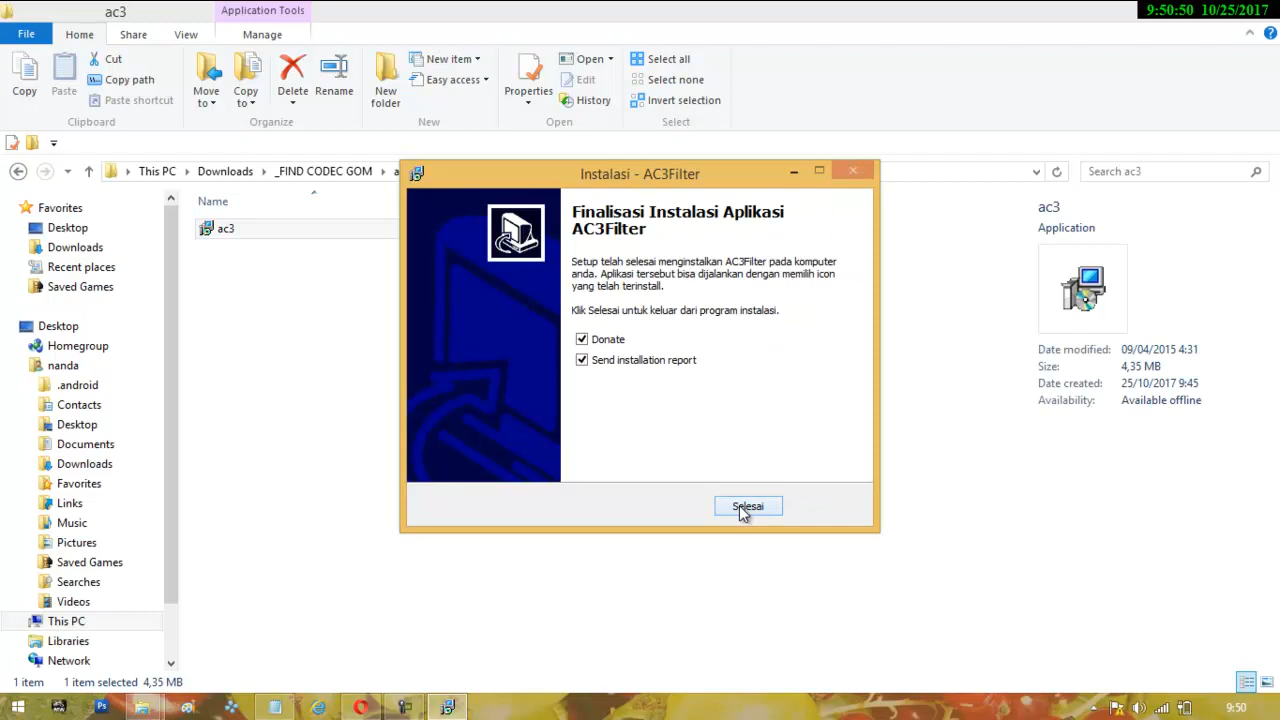 ac3
Application Tools
9:50:50 10/25/2017
File
Home
Share
View
Manage
Copy
Paste
Cut
Copy path
Paste shortcut
Clipboard
Move to
Copy to
Delete
Rename
Organize
New folder
New item
Easy access
New
Properties
Open
Edit
History
Open
Select all
Select none
Invert selection
Select
This PC
Downloads
_FIND CODEC GOM
a
Search ac3
Favorites
Desktop
Downloads
Recent places
Saved Games
Desktop
Homegroup
nanda
.android
Contacts
Desktop
Documents
Downloads
Favorites
Links
Music
Pictures
Saved Games
Searches
Videos
This PC
Libraries
Network
Name
ac3
Instalasi - AC3Filter
Finalisasi Instalasi Aplikasi
AC3Filter
Setup telah selesai menginstalkan AC3Filter pada komputer
anda. Aplikasi tersebut bisa dijalankan dengan memilih icon
yang telah terinstall.
Klik Selesai untuk keluar dari program instalasi.
Donate
Send installation report
Selesai
ac3
Application
Date modified: 09/04/2015 4:31
Size: 4,35 MB
Date created: 25/10/2017 9:45
Availability: Available offline
1 item
1 item selected 4,35 MB
9:50